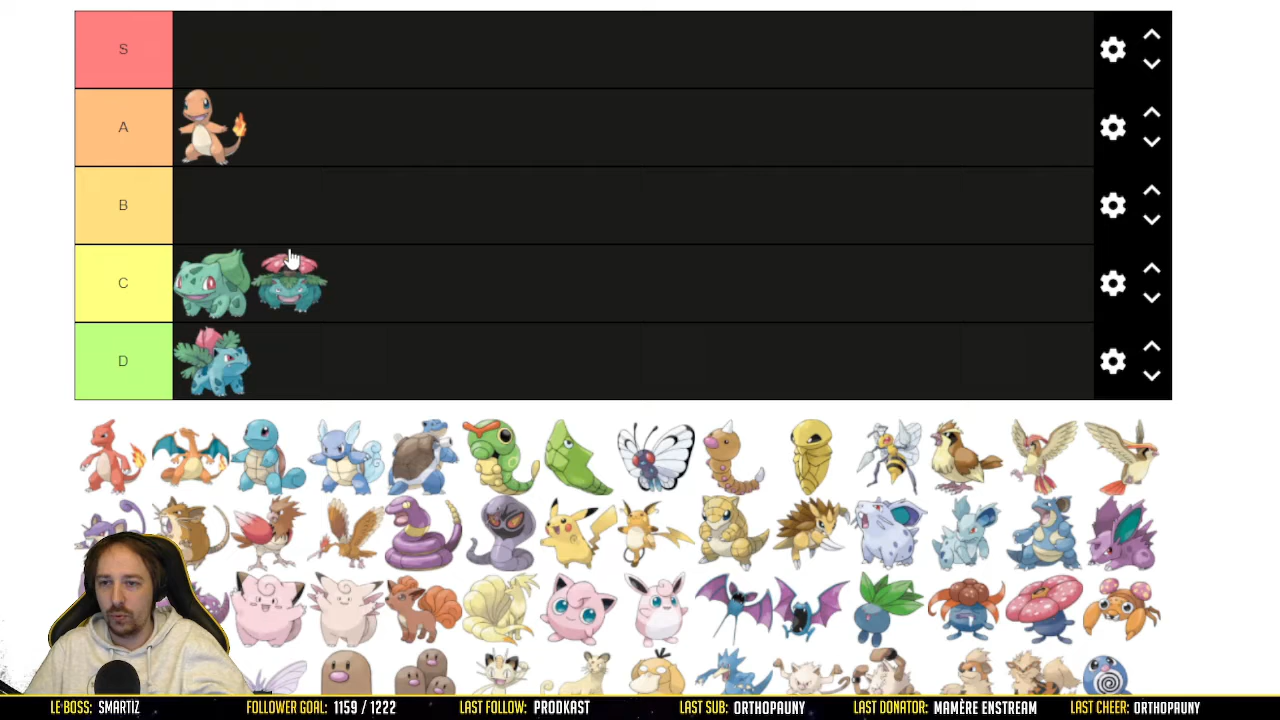 S
A
B
C
D
LE BOSS: SMARTIZ FOLLOWER GOAL: 1159 / 1222 LAST FOLLOW: PRODKAST LAST SUB: ORTHOPAUNY LAST DONATOR: MAMÈRE ENSTREAM LAST CHEER: ORTHOPAUNY